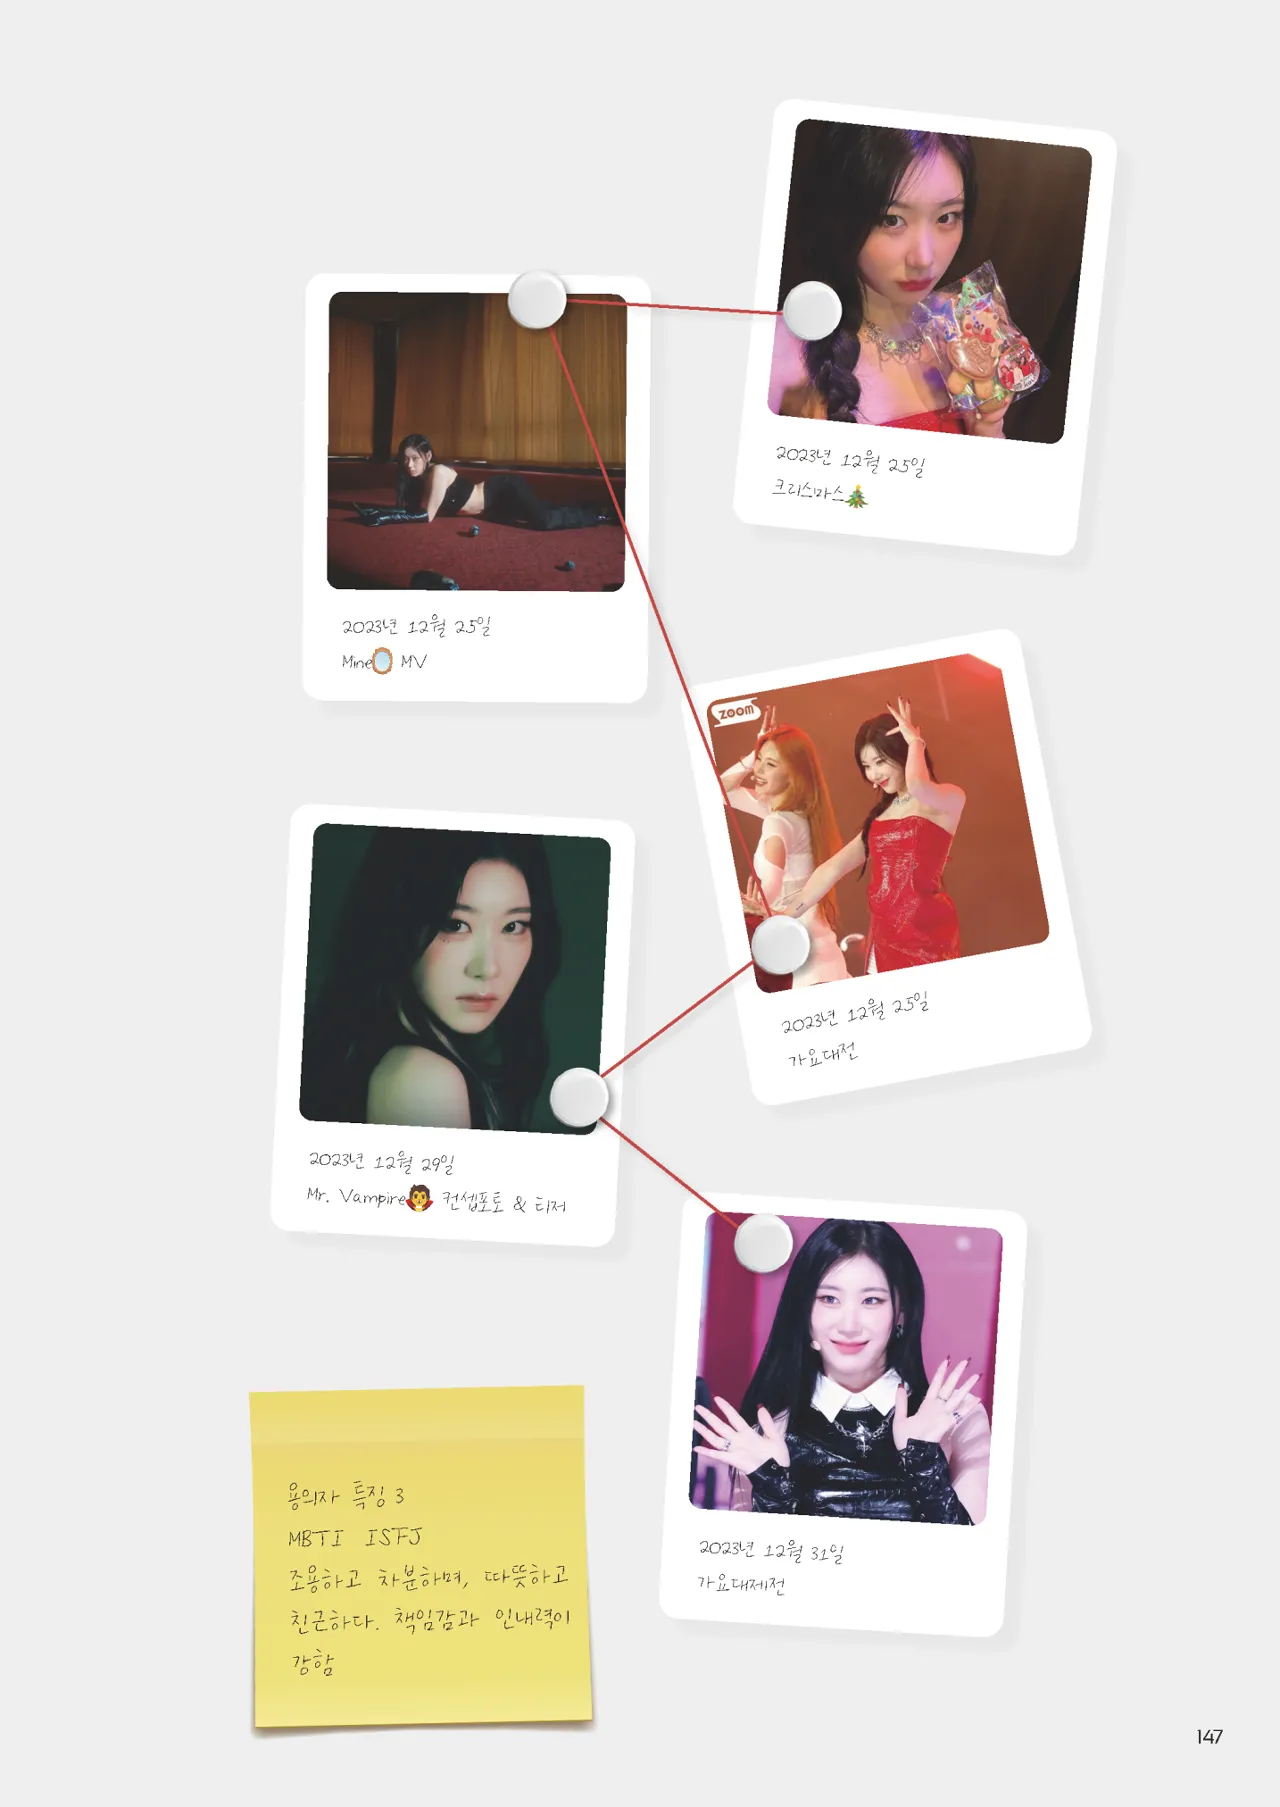 2023년 12월 25일
크리스마스🎄
2023년 12월 25일
Mine🪞 MV
ZOOM
2023년 12월 25일
가요대전
2023년 12월 29일
Mr. Vampire🧛 컨셉포토 & 티저
2023년 12월 31일
가요대제전
용의자 특징 3
MBTI ISFJ
조용하고 차분하며, 따뜻하고
친근하다. 책임감과 인내력이
강함
147